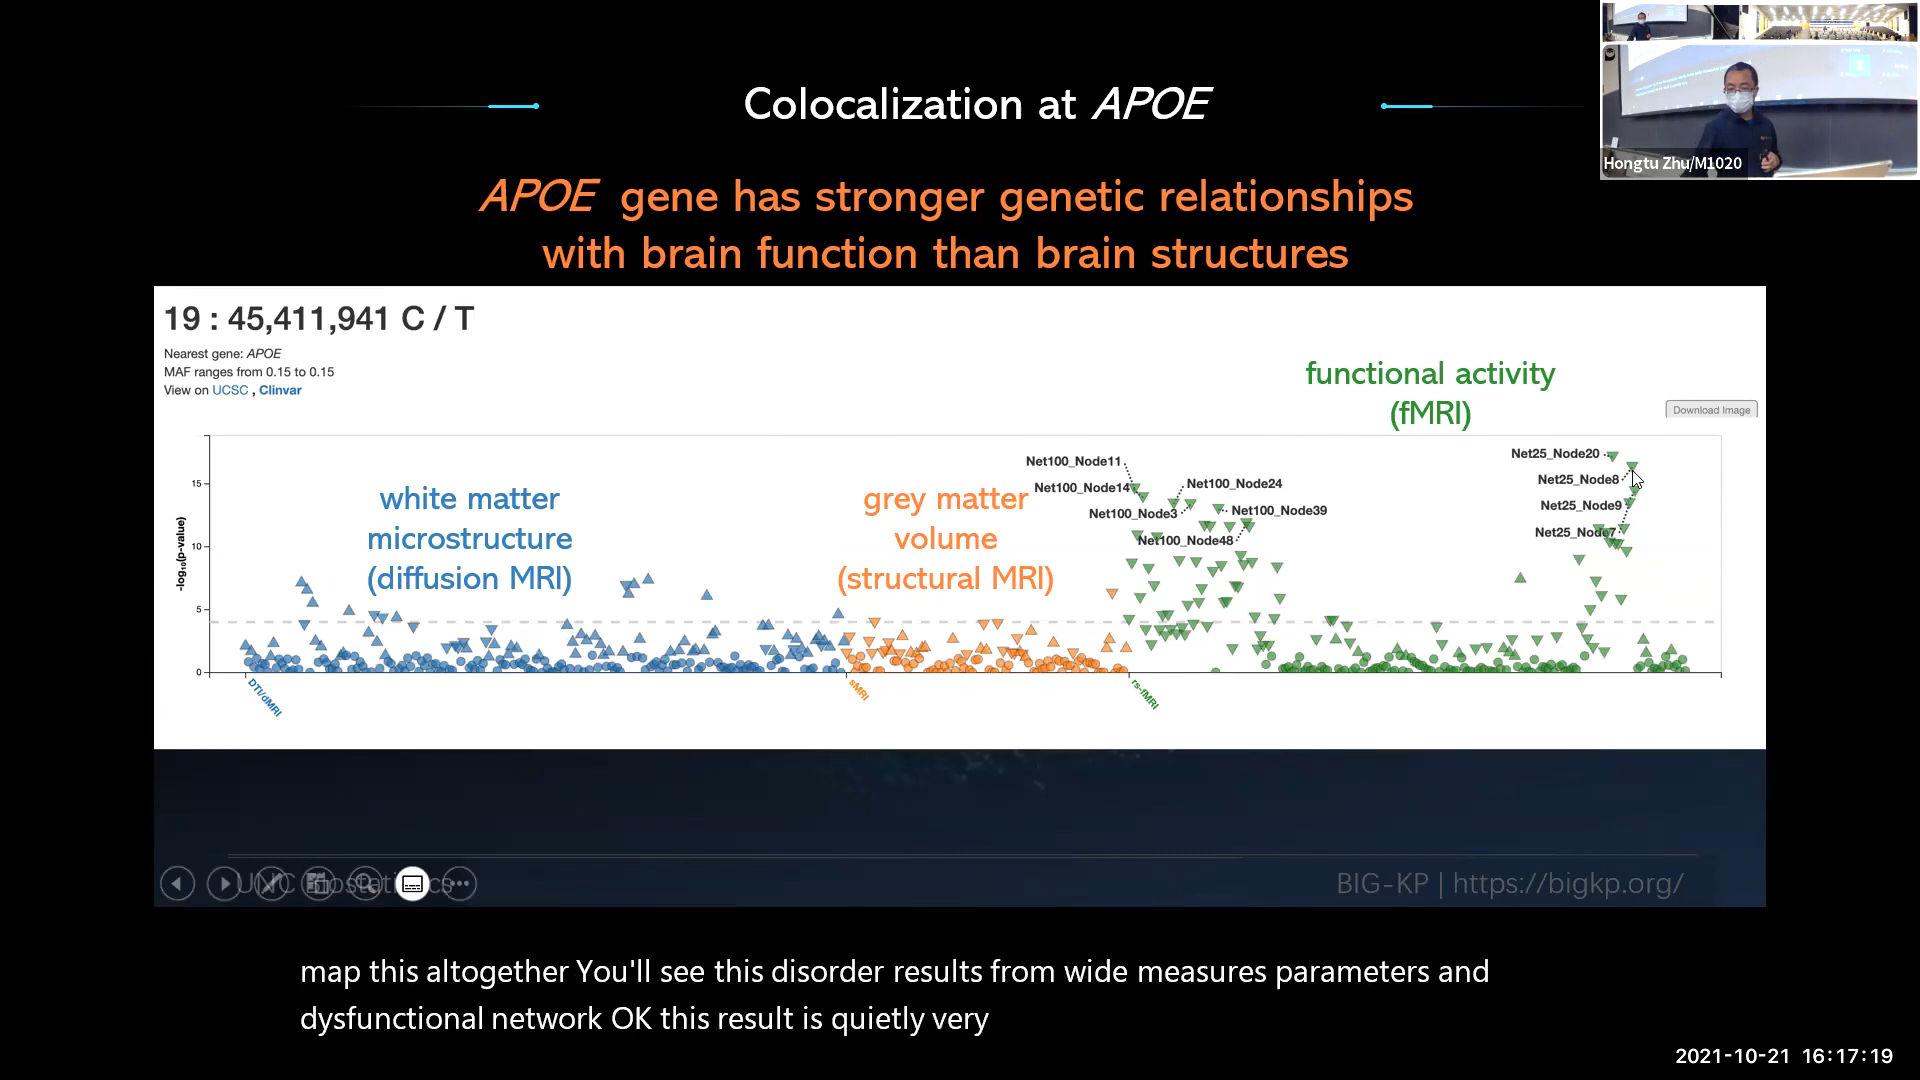 Colocalization at APOE
APOE gene has stronger genetic relationships
with brain function than brain structures
Hongtu Zhu/M1020
19 : 45,411,941 C / T
Nearest gene: APOE
MAF ranges from 0.15 to 0.15
View on UCSC , Clinvar
functional activity
(fMRI)
Download Image
white matter
microstructure
(diffusion MRI)
grey matter
volume
(structural MRI)
Net100_Node11
Net100_Node14
Net100_Node24
Net100_Node3
Net100_Node39
Net100_Node48
Net25_Node20
Net25_Node8
Net25_Node9
Net25_Node7
-log10(p-value)
15
10
5
0
DTI/dMRI
sMRI
rs-fMRI
UNC Biostatistics
BIG-KP | https://bigkp.org/
map this altogether You'll see this disorder results from wide measures parameters and
dysfunctional network OK this result is quietly very
2021-10-21 16:17:19